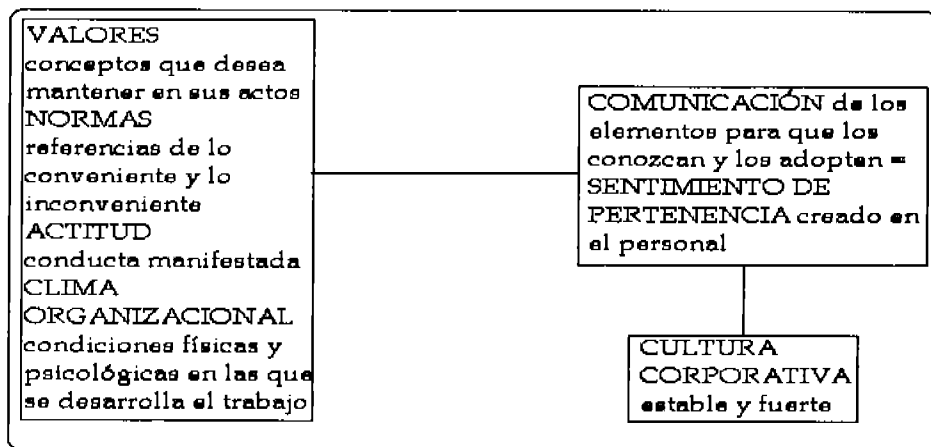 VALORES
conceptos que desea
mantener en sus actos
NORMAS
referencias de lo
conveniente y lo
inconveniente
ACTITUD
conducta manifestada
CLIMA
ORGANIZACIONAL
condiciones físicas y
psicológicas en las que
se desarrolla el trabajo
COMUNICACIÓN de los
elementos para que los
conozcan y los adopten =
SENTIMIENTO DE
PERTENENCIA creado en
el personal
CULTURA
CORPORATIVA
estable y fuerte